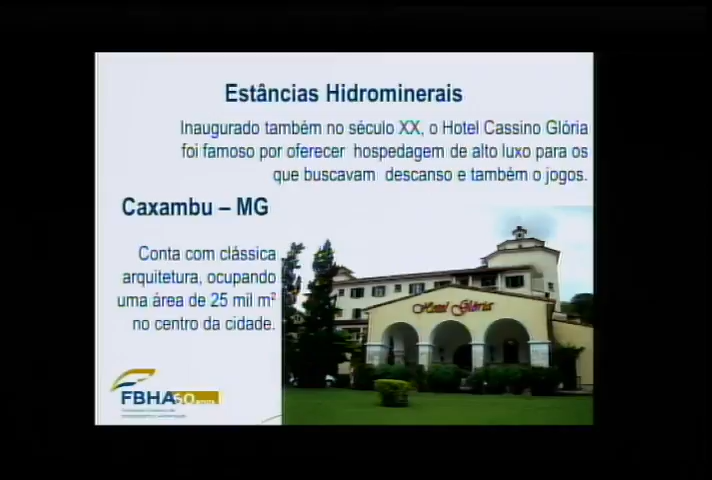 Estâncias Hidrominerais
Inaugurado também no século XX, o Hotel Cassino Glória
foi famoso por oferecer hospedagem de alto luxo para os
que buscavam descanso e também o jogos.
Caxambu – MG
Conta com clássica
arquitetura, ocupando
uma área de 25 mil m²
no centro da cidade.
Hotel Glória
FBHA 60 anos